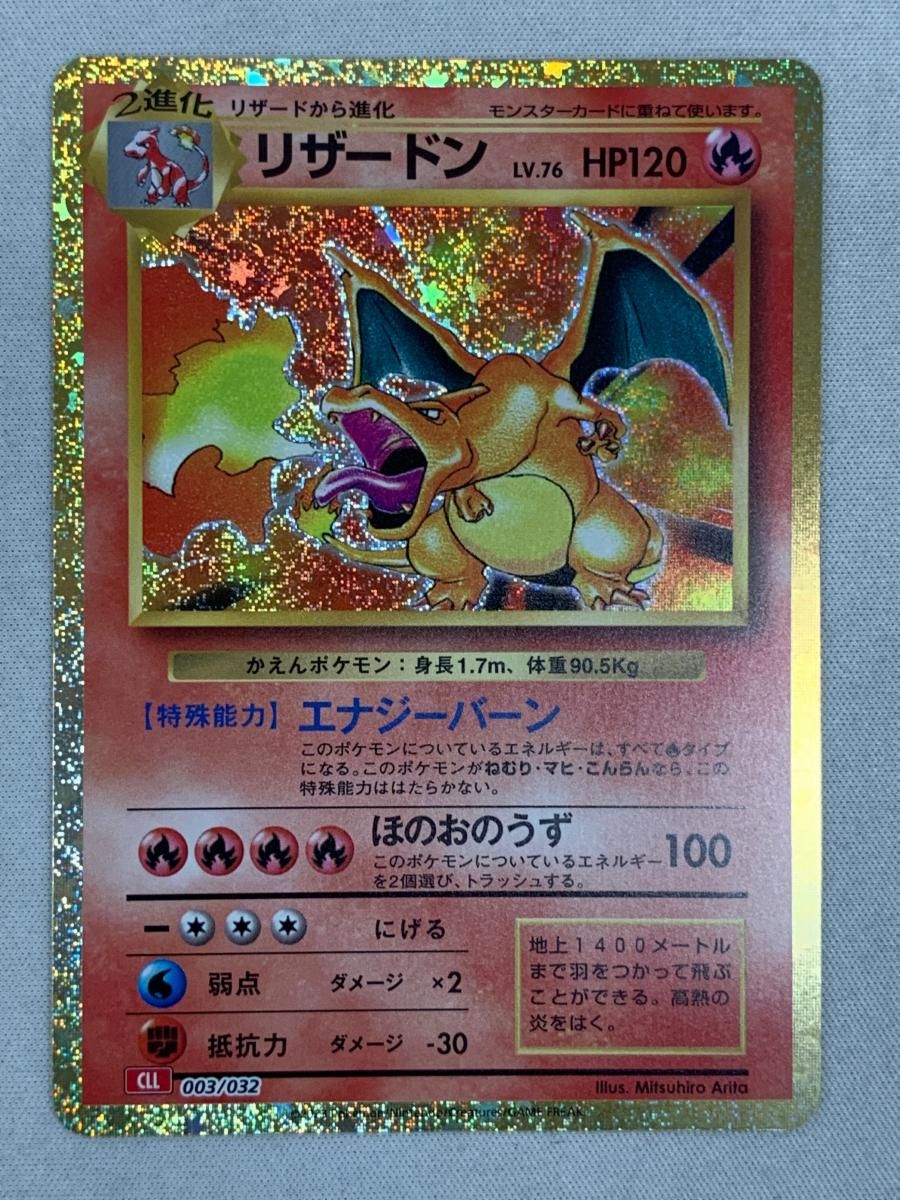 2進化 リザードから進化 モンスターカードに重ねて使います。
リザードン LV.76 HP120
かえんポケモン：身長1.7m、体重90.5Kg
【特殊能力】 エナジーバーン
このポケモンについているエネルギーは、すべてタイプ
になる。このポケモンがねむり・マヒ・こんらんなら、この
特殊能力ははたらかない。
ほのおのうず 100
このポケモンについているエネルギー
を2個選び、トラッシュする。
にげる
弱点 ダメージ ×2
抵抗力 ダメージ -30
地上1400メートル
まで羽をつかって飛ぶ
ことができる。高熱の
炎をはく。
CLL 003/032 Illus. Mitsuhiro Arita
Nintendo/Creatures/GAME FREAK